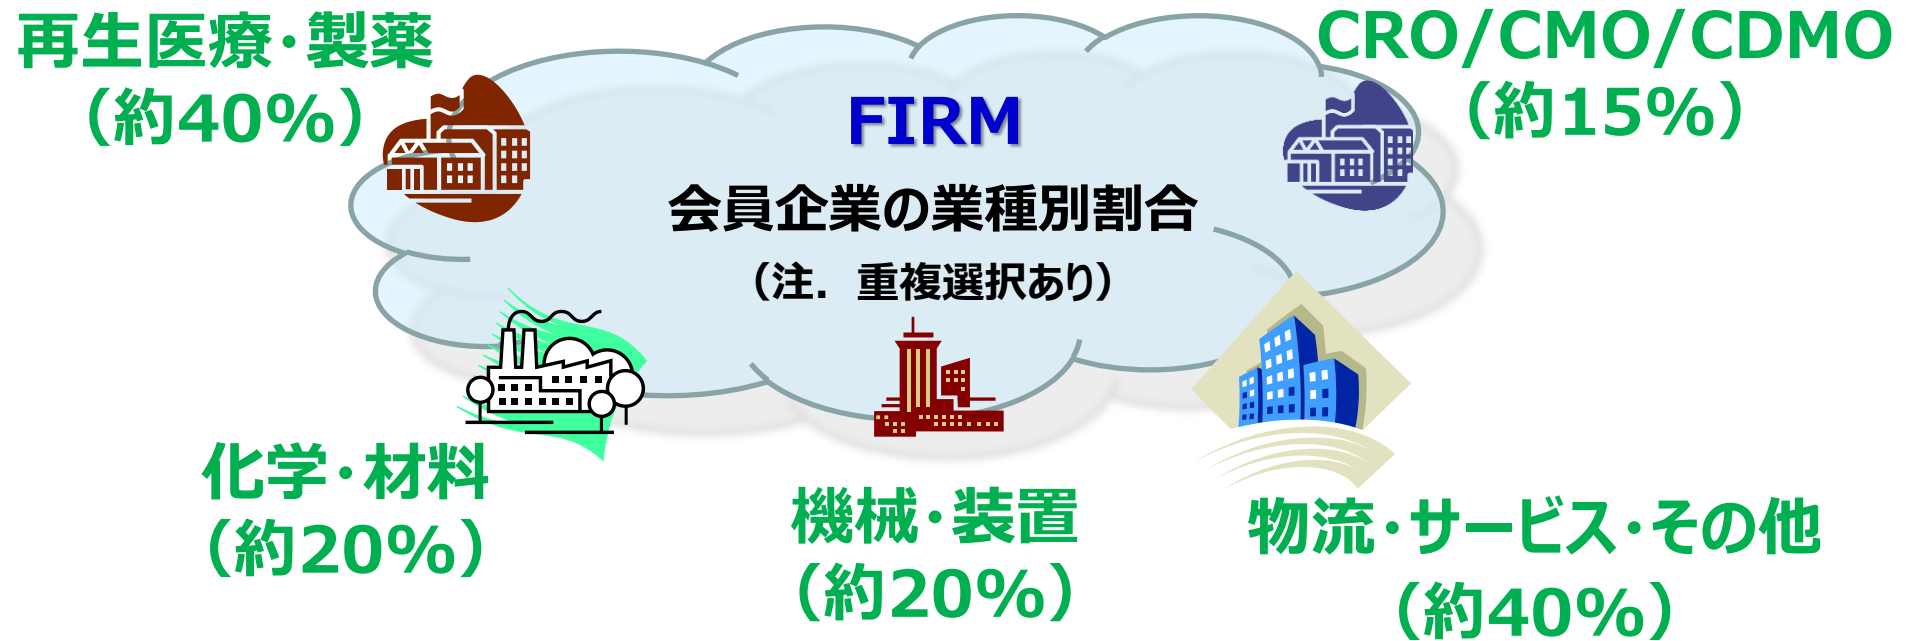 再生医療・製薬
（約40%）
CRO/CMO/CDMO
（約15%）
FIRM
会員企業の業種別割合
（注．重複選択あり）
化学・材料
（約20%）
機械・装置
（約20%）
物流・サービス・その他
（約40%）